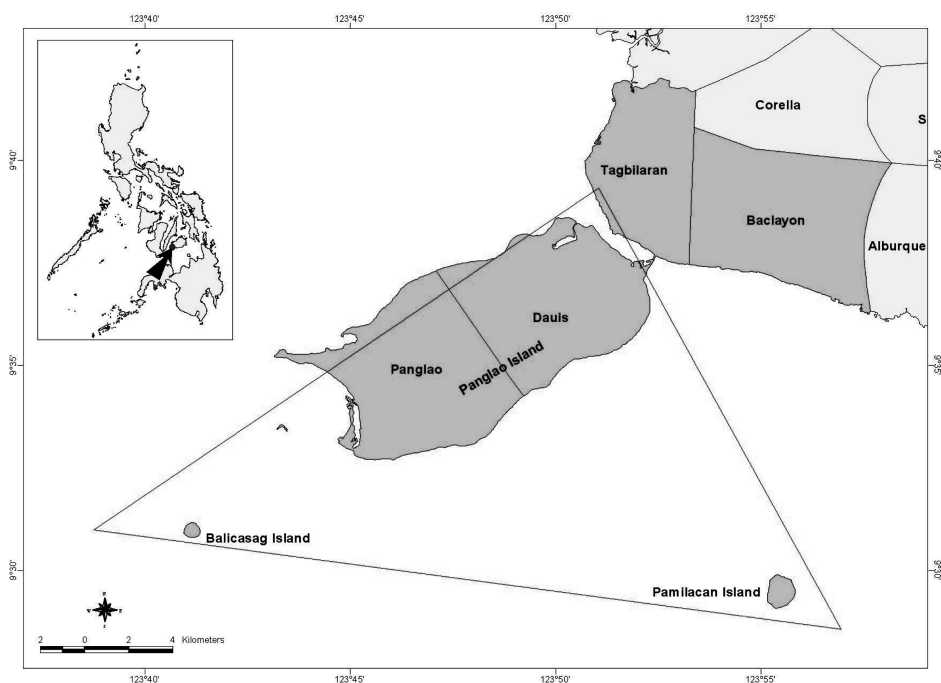 123°40' 123°45' 123°50' 123°55'
Corella
S
9°40' 9°40'
Tagbilaran
Baclayon
Alburque
Dauis
9°35' 9°35'
Panglao
Panglao Island
Balicasag Island
9°30' 9°30'
Pamilacan Island
2 0 2 4 Kilometers
123°40' 123°45' 123°50' 123°55'